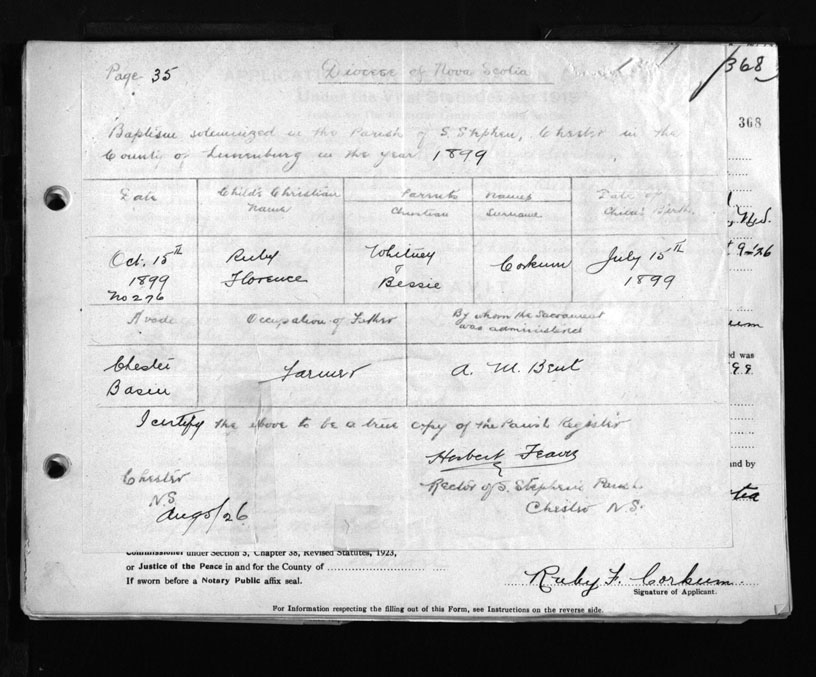 Page 35 Diocese of Nova Scotia
368
368
Baptism solemnized in the Parish of S. Stephen, Chester in the
County of Lunenburg in the year 1899
Date Child's Christian Name Parents Names Date of Child's Birth
Christian Surname
Oct. 15th 1899 No 276 Ruby Florence Whitney & Bessie Corkum July 15th 1899
Abode Occupation of Father By whom the Sacrament was administered
Chester Basin Farmer A. M. Bent
I certify the above to be a true copy of the Parish Register
Herbert
Rector of S. Stephen's Parish
Chester N.S.
Chester
N.S.
Aug 5/26
Commissioner under Section 3, Chapter 38, Revised Statutes, 1923,
or Justice of the Peace in and for the County of
If sworn before a Notary Public affix seal.
Ruby F. Corkum
Signature of Applicant.
For Information respecting the filling out of this Form, see Instructions on the reverse side.
ed was
and by